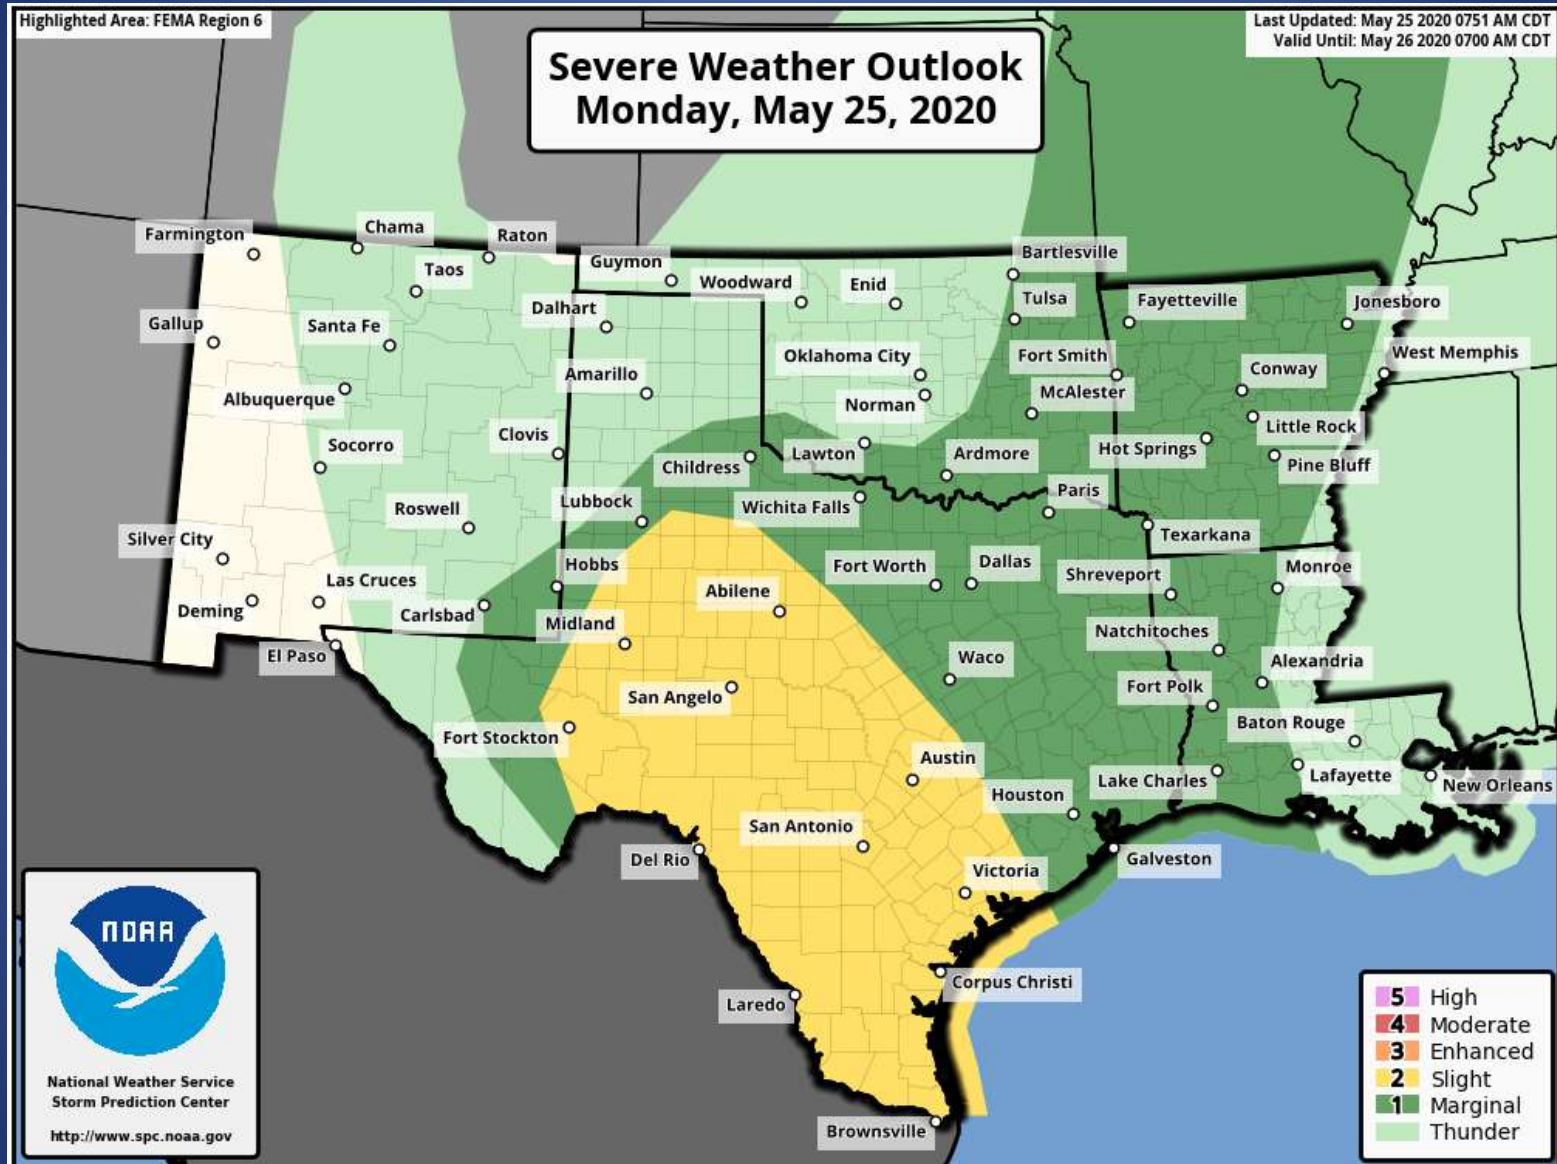 Highlighted Area: FEMA Region 6
Last Updated: May 25 2020 0751 AM CDT
Valid Until: May 26 2020 0700 AM CDT
Severe Weather Outlook
Monday, May 25, 2020
Farmington
Chama
Raton
Taos
Guymon
Woodward
Enid
Bartlesville
Tulsa
Fayetteville
Jonesboro
Gallup
Santa Fe
Dalhart
Oklahoma City
Fort Smith
West Memphis
Conway
Amarillo
Albuquerque
Norman
McAlester
Little Rock
Socorro
Clovis
Childress
Lawton
Ardmore
Hot Springs
Pine Bluff
Roswell
Lubbock
Wichita Falls
Paris
Texarkana
Silver City
Hobbs
Fort Worth
Dallas
Shreveport
Monroe
Las Cruces
Deming
Carlsbad
Midland
Abilene
Natchitoches
El Paso
San Angelo
Waco
Alexandria
Fort Polk
Fort Stockton
Baton Rouge
Austin
Houston
Lake Charles
Lafayette
New Orleans
San Antonio
Del Rio
Victoria
Galveston
Laredo
Corpus Christi
Brownsville
NOAA
National Weather Service
Storm Prediction Center
http://www.spc.noaa.gov
5 High
4 Moderate
3 Enhanced
2 Slight
1 Marginal
Thunder